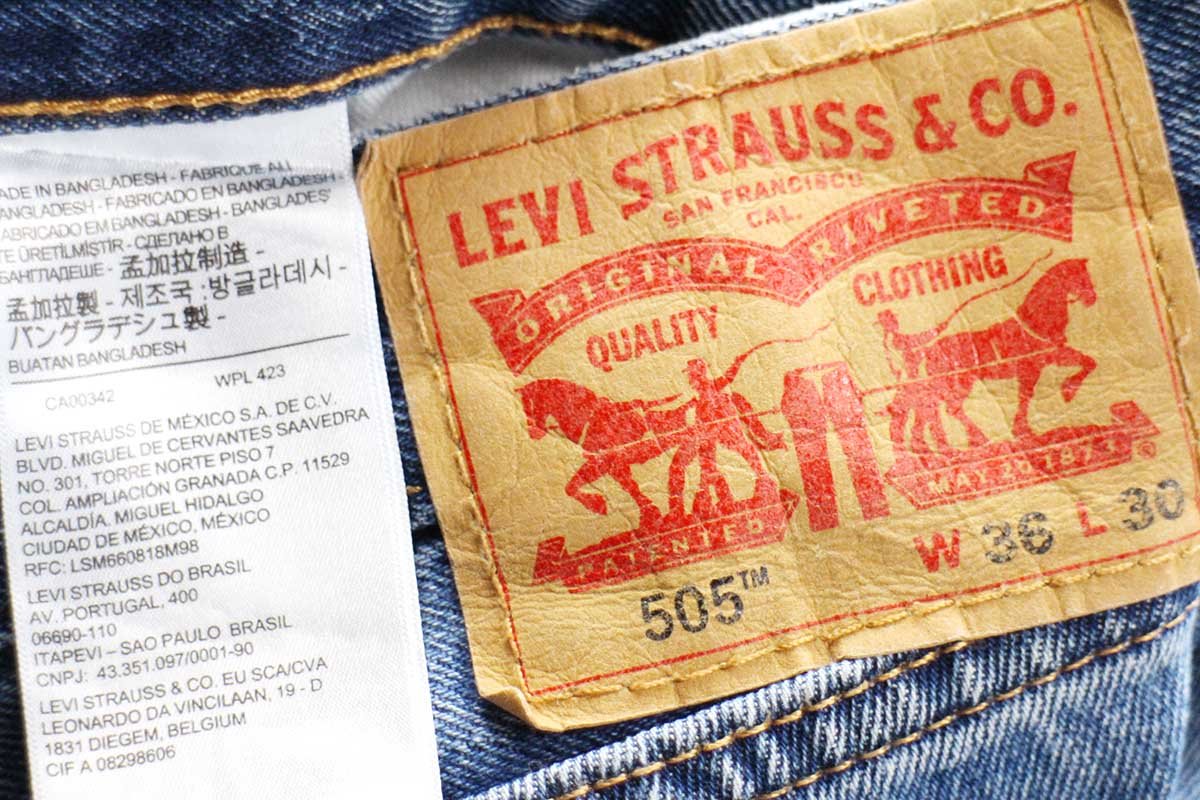 ADE IN BANGLADESH - FABRIQUE AU
ANGLADESH - FABRICADO EN BANGLADESH -
ABRICADO EM BANGLADESH - BANGLADEŞ'
TE ÜRETİLMİŞTİR - СДЕЛАНО В
БАНГЛАДЕШЕ - 孟加拉制造 -
孟加拉製 - 제조국 :방글라데시 -
バングラデシュ製 -
BUATAN BANGLADESH
CA00342 WPL 423
LEVI STRAUSS DE MÉXICO S.A. DE C.V.
BLVD. MIGUEL DE CERVANTES SAAVEDRA
NO. 301, TORRE NORTE PISO 7
COL. AMPLIACIÓN GRANADA C.P. 11529
ALCALDÍA. MIGUEL HIDALGO
CIUDAD DE MÉXICO, MÉXICO
RFC: LSM660818M98
LEVI STRAUSS DO BRASIL
AV. PORTUGAL, 400
06690-110
ITAPEVI – SAO PAULO BRASIL
CNPJ: 43.351.097/0001-90
LEVI STRAUSS & CO. EU SCA/CVA
LEONARDO DA VINCILAAN, 19 - D
1831 DIEGEM, BELGIUM
CIF A 08298606
LEVI STRAUSS & CO.
SAN FRANCISCO
CAL.
ORIGINAL RIVETED
QUALITY CLOTHING
PATENTED MAY 20 1873
505™ W 36 L 30